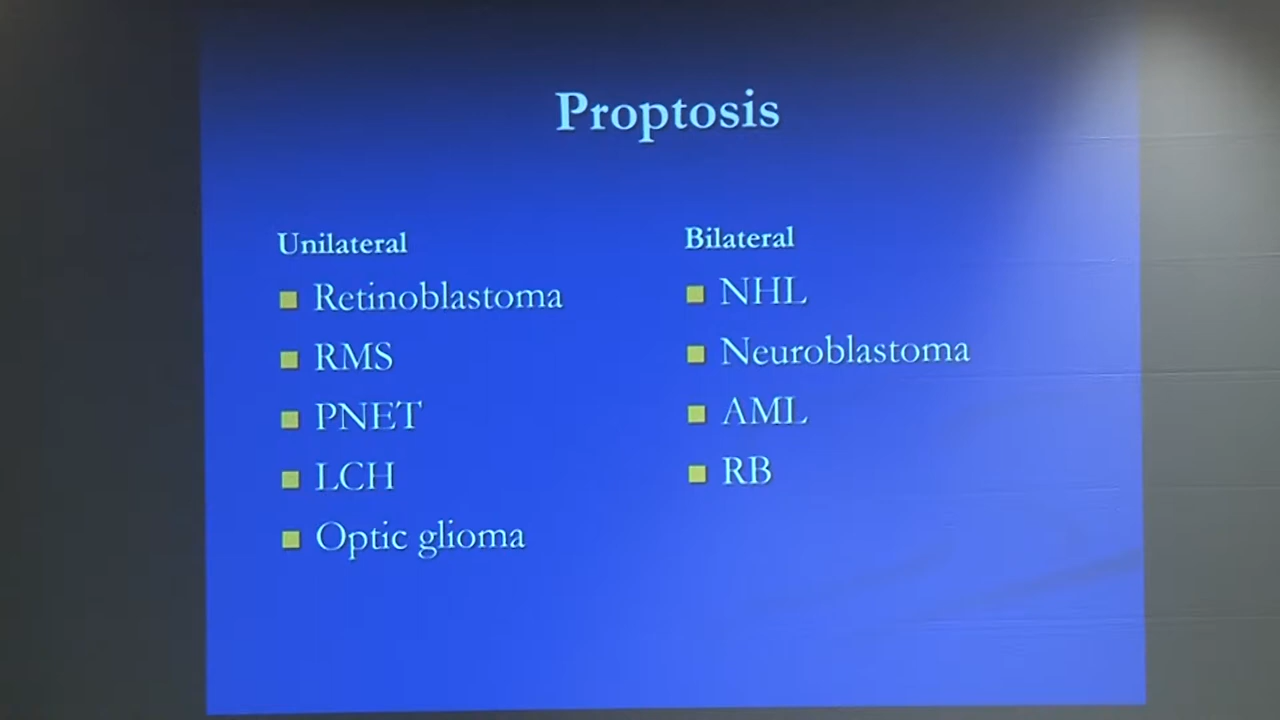 Proptosis
Unilateral
Retinoblastoma
RMS
PNET
LCH
Optic glioma
Bilateral
NHL
Neuroblastoma
AML
RB